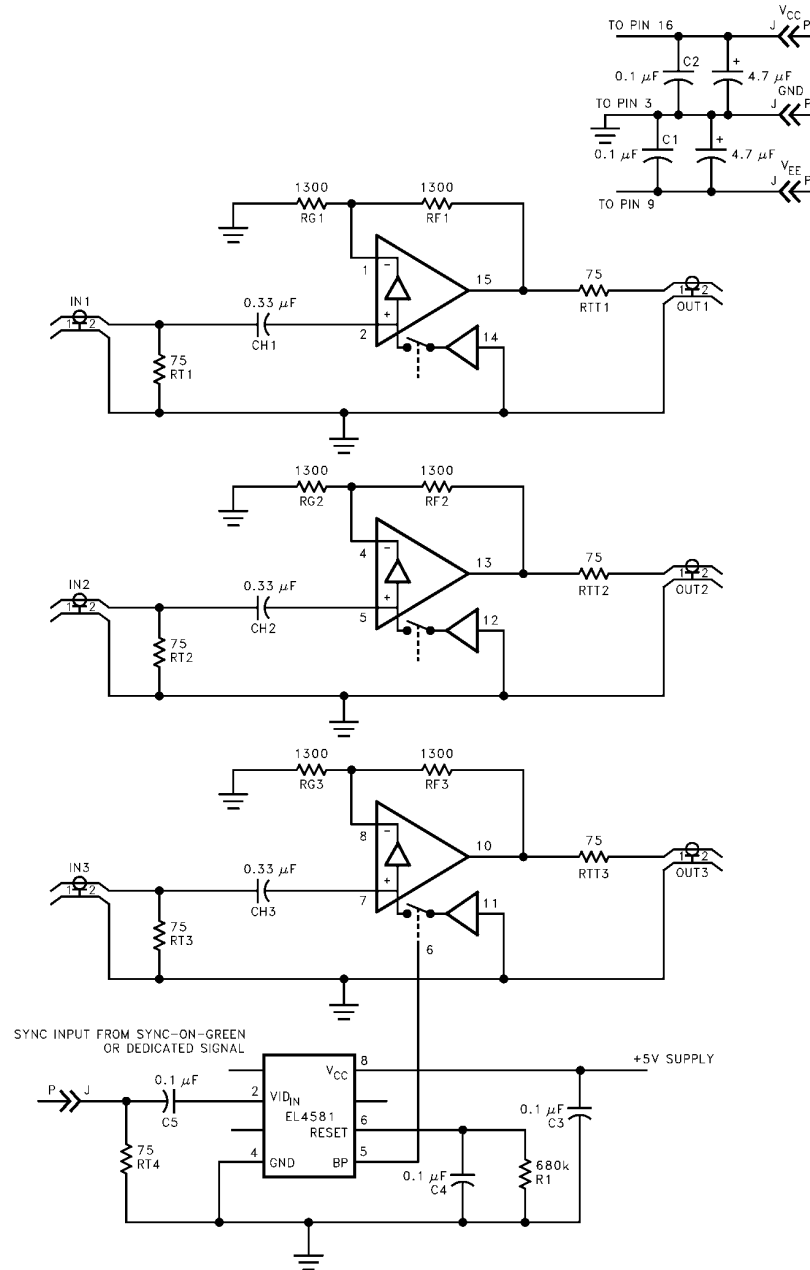 TO PIN 16
VCC
J P
C2
+
0.1 μF
4.7 μF
GND
TO PIN 3
J P
C1
+
0.1 μF
4.7 μF
VEE
J P
TO PIN 9
1300
1300
RG1
RF1
1
-
15
75
RTT1
1 2
OUT1
IN1
1 2
0.33 μF
CH1
+
2
14
75
RT1
1300
1300
RG2
RF2
4
-
13
75
RTT2
1 2
OUT2
IN2
1 2
0.33 μF
CH2
+
5
12
75
RT2
1300
1300
RG3
RF3
8
-
10
75
RTT3
1 2
OUT3
IN3
1 2
0.33 μF
CH3
+
7
11
75
RT3
6
SYNC INPUT FROM SYNC-ON-GREEN
OR DEDICATED SIGNAL
VCC
8
+5V SUPPLY
P J
0.1 μF
C5
2
VIDIN
EL4581
0.1 μF
C3
RESET
6
75
RT4
4
GND
BP
5
0.1 μF
C4
680k
R1